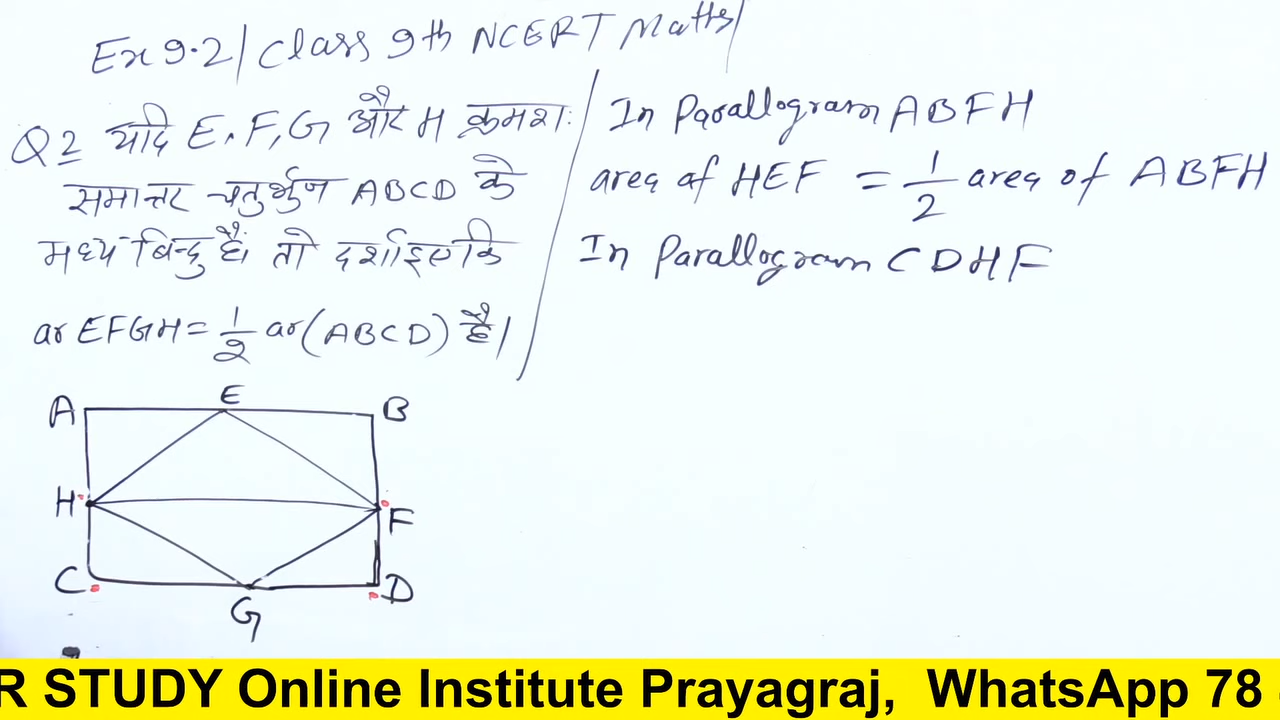 Ex 9.2 / Class 9th NCERT Maths /
Q2 यदि E, F, G और H क्रमशः
समान्तर चतुर्भुज ABCD के
मध्य बिन्दु हैं। तो दर्शाइए कि
ar EFGH = 1/2 ar (ABCD) है।
In Parallogram ABFH
area of HEF = 1/2 area of ABFH
In Parallogram CDHF
A E B
H F
C G D
R STUDY Online Institute Prayagraj, WhatsApp 78